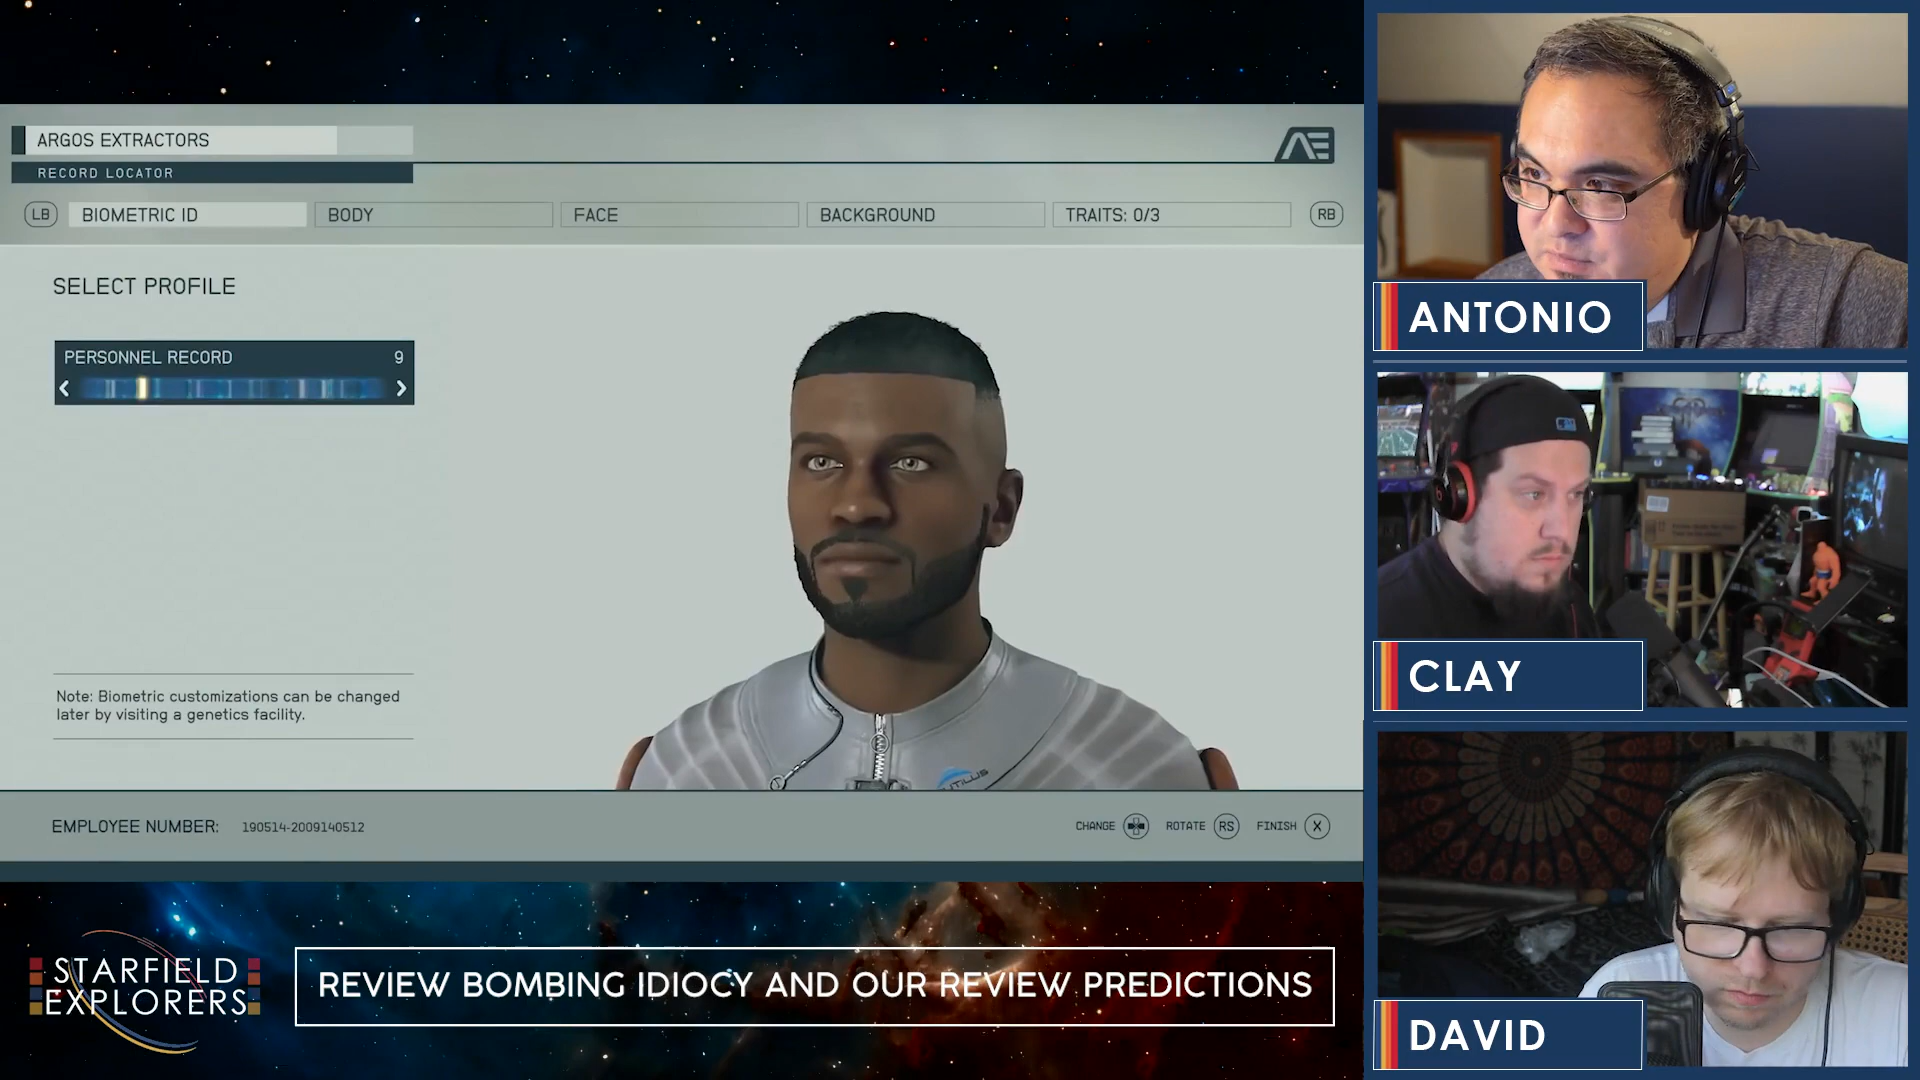 ARGOS EXTRACTORS
RECORD LOCATOR
LB
BIOMETRIC ID
BODY
FACE
BACKGROUND
TRAITS: 0/3
RB
SELECT PROFILE
PERSONNEL RECORD
9
Note: Biometric customizations can be changed
later by visiting a genetics facility.
EMPLOYEE NUMBER:
190514-2009140512
CHANGE
ROTATE
RS
FINISH
X
STARFIELD
EXPLORERS
REVIEW BOMBING IDIOCY AND OUR REVIEW PREDICTIONS
ANTONIO
CLAY
DAVID